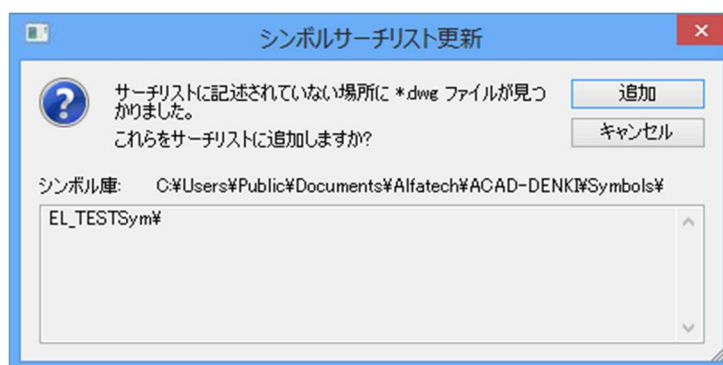 シンボルサーチリスト更新
サーチリストに記述されていない場所に *.dwg ファイルが見つ
かりました。
これらをサーチリストに追加しますか?
追加
キャンセル
シンボル庫: C:¥Users¥Public¥Documents¥Alfatech¥ACAD-DENKI¥Symbols¥
EL_TESTSym¥